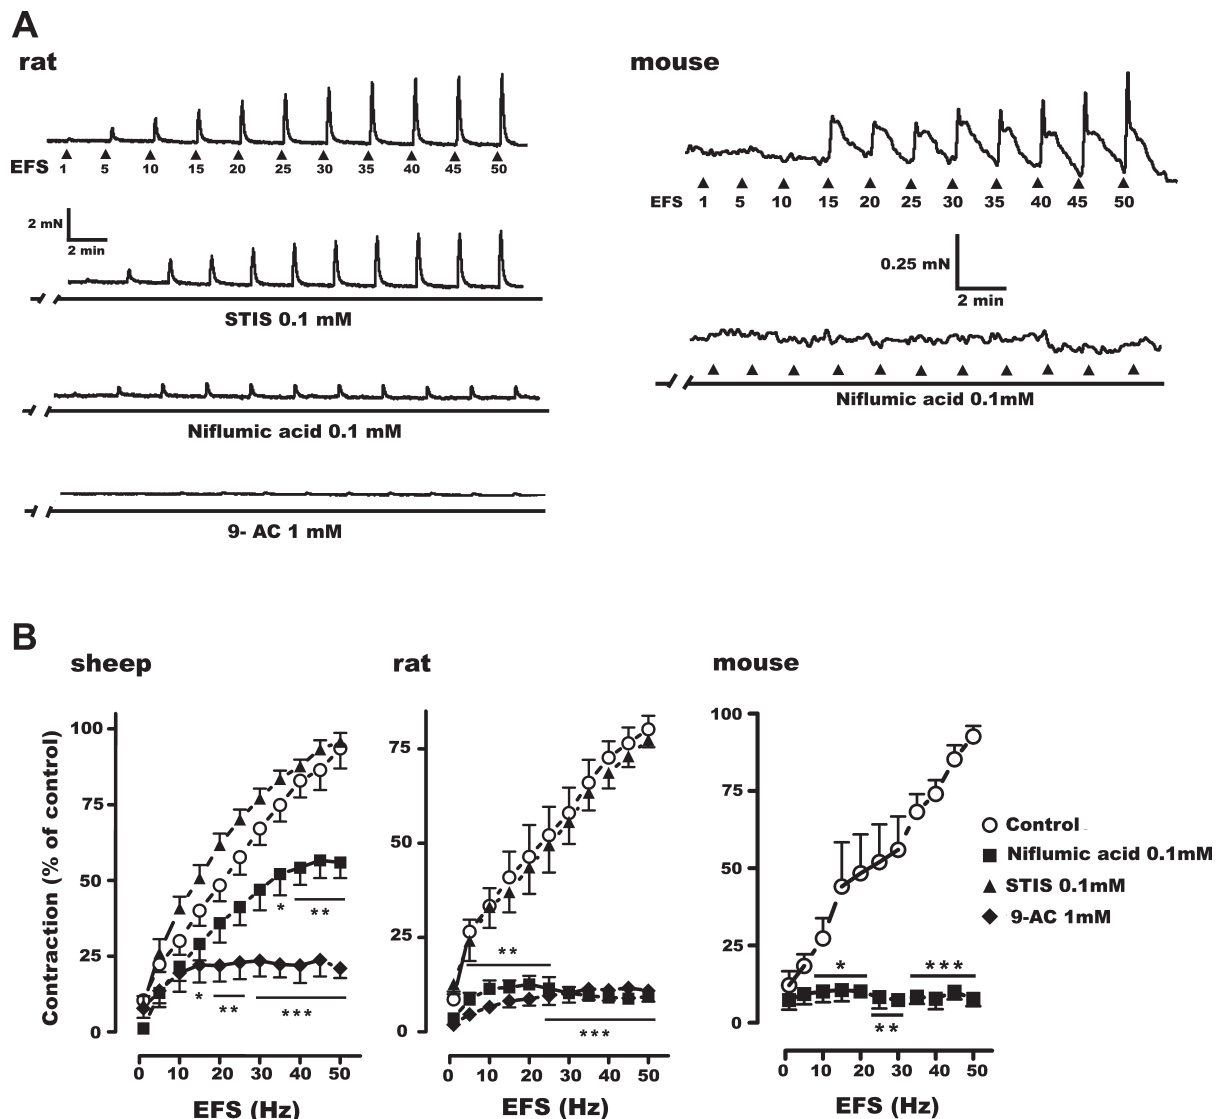 A
rat
EFS 1 5 10 15 20 25 30 35 40 45 50
2 mN
2 min
STIS 0.1 mM
Niflumic acid 0.1 mM
9- AC 1 mM
mouse
EFS 1 5 10 15 20 25 30 35 40 45 50
0.25 mN
2 min
Niflumic acid 0.1mM
B
sheep
Contraction (% of control)
100
75
50
25
0
*
**
*
**
***
0 10 20 30 40 50
EFS (Hz)
rat
75
50
25
0
**
***
0 10 20 30 40 50
EFS (Hz)
mouse
100
75
50
25
0
*
***
**
0 10 20 30 40 50
EFS (Hz)
Control
Niflumic acid 0.1mM
STIS 0.1mM
9-AC 1mM